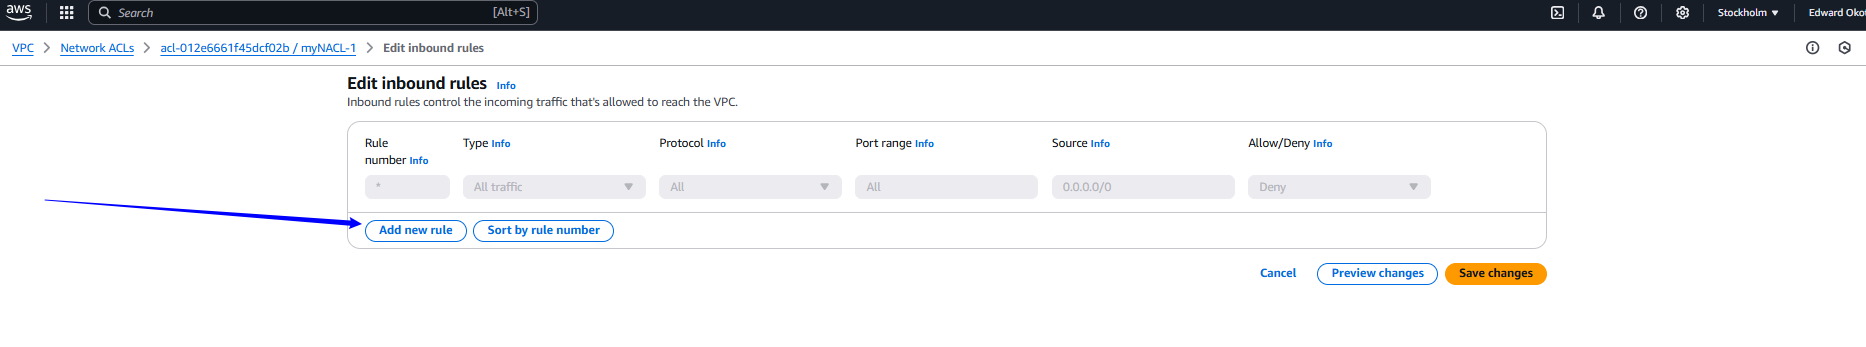 aws Search [Alt+S] Stockholm ▼ Edward Okot
VPC > Network ACLs > acl-012e6661f45dcf02b / myNACL-1 > Edit inbound rules
Edit inbound rules Info
Inbound rules control the incoming traffic that's allowed to reach the VPC.
Rule number Info Type Info Protocol Info Port range Info Source Info Allow/Deny Info
* All traffic All All 0.0.0.0/0 Deny
Add new rule Sort by rule number
Cancel Preview changes Save changes